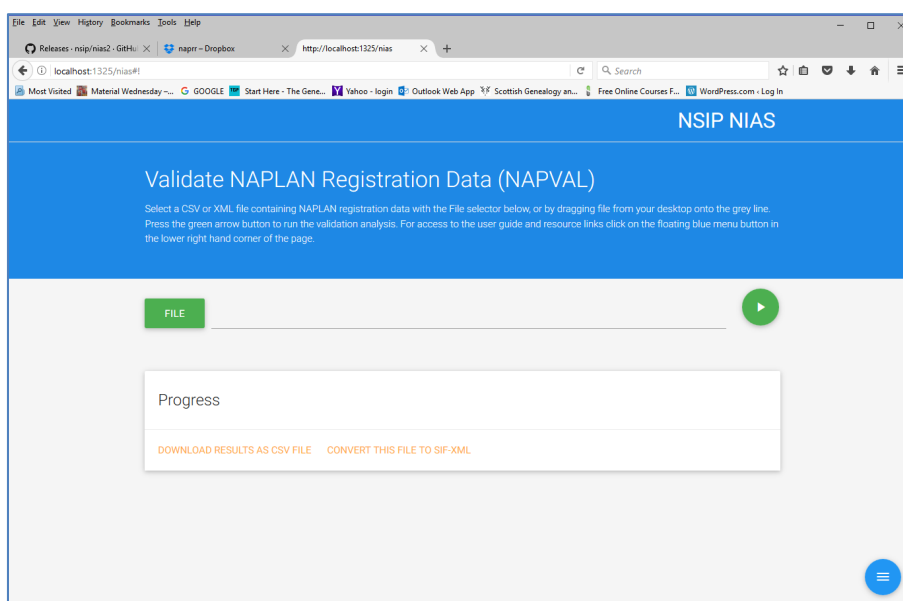 File Edit View History Bookmarks Tools Help
Releases · nsip/nias2 · GitHu
naprr – Dropbox
http://localhost:1325/nias
localhost:1325/nias#!
Search
Most Visited
Material Wednesday –...
GOOGLE
Start Here - The Gene...
Yahoo - login
Outlook Web App
Scottish Genealogy an...
Free Online Courses F...
WordPress.com ‹ Log In
NSIP NIAS
Validate NAPLAN Registration Data (NAPVAL)
Select a CSV or XML file containing NAPLAN registration data with the File selector below, or by dragging file from your desktop onto the grey line.
Press the green arrow button to run the validation analysis. For access to the user guide and resource links click on the floating blue menu button in
the lower right hand corner of the page.
FILE
Progress
DOWNLOAD RESULTS AS CSV FILE CONVERT THIS FILE TO SIF-XML